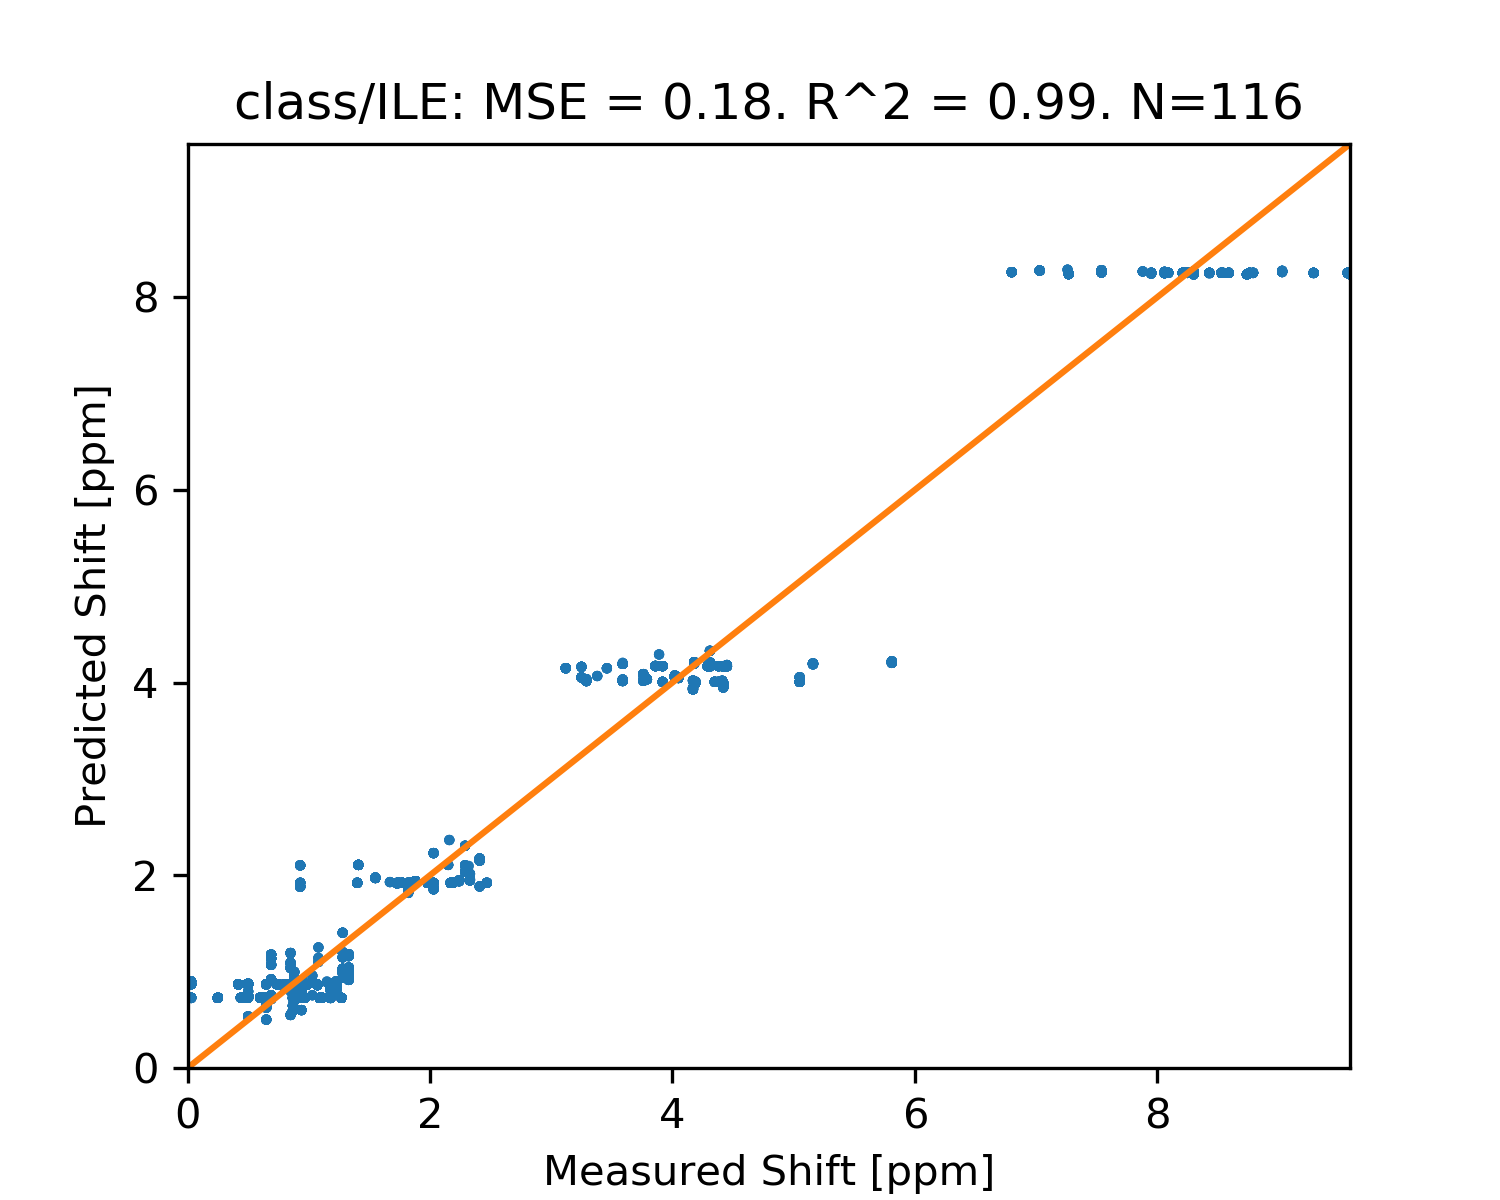 class/ILE: MSE = 0.18. R^2 = 0.99. N=116
Predicted Shift [ppm]
8
6
4
2
0
0 2 4 6 8
Measured Shift [ppm]